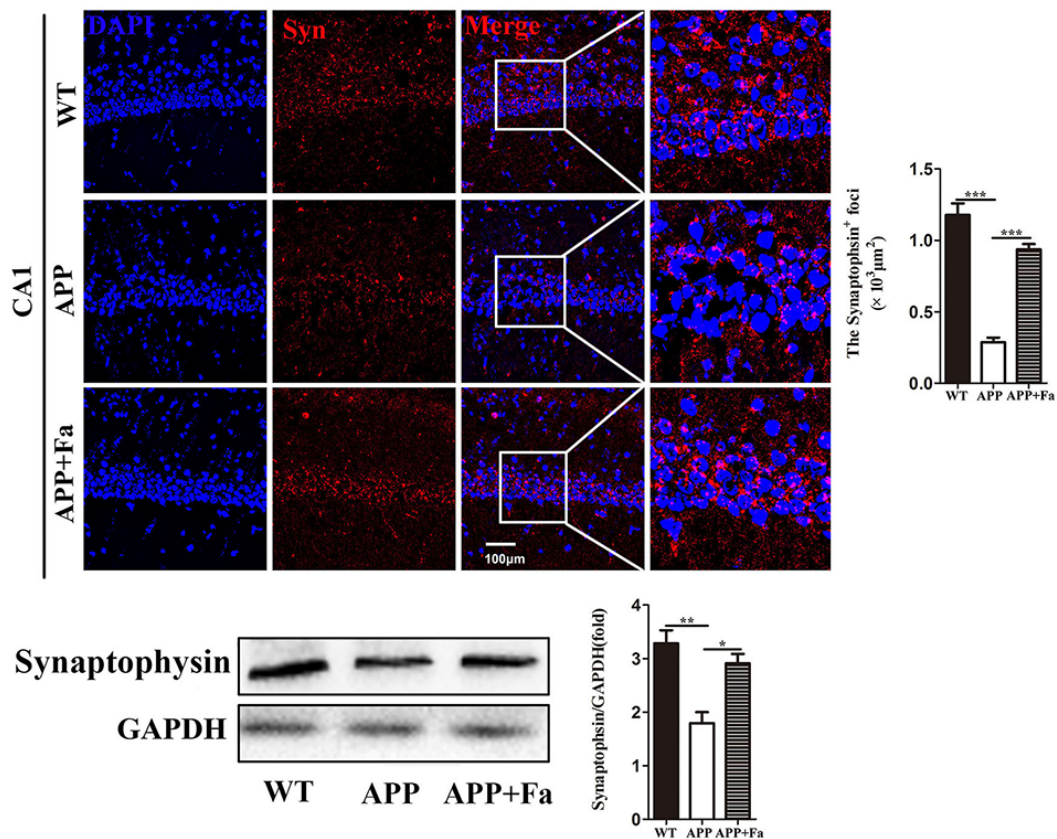 DAPI
Syn
Merge
CA1
WT
APP
APP+Fa
100μm
The Synaptophsin⁺ foci
(× 10³μm²)
1.5
1.0
0.5
0.0
***
***
WT APP APP+Fa
Synaptophysin
GAPDH
WT APP APP+Fa
Synaptophsin/GAPDH(fold)
4
3
2
1
0
**
*
WT APP APP+Fa